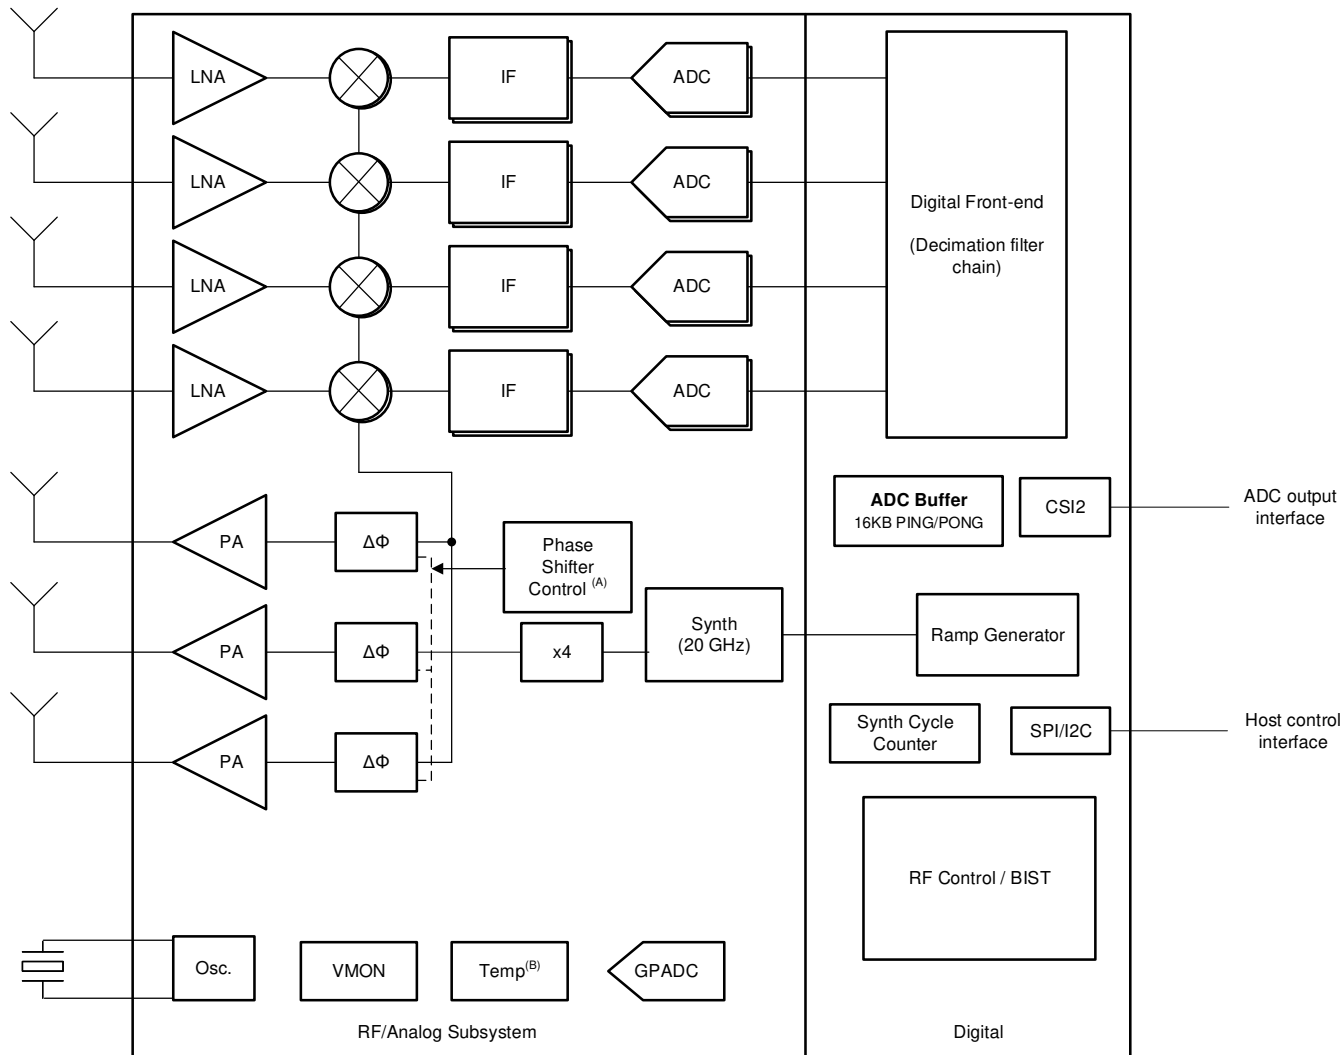 LNA
IF
ADC
LNA
IF
ADC
LNA
IF
ADC
LNA
IF
ADC
Digital Front-end
(Decimation filter
chain)
PA
ΔΦ
Phase
Shifter
Control (A)
ADC Buffer
16KB PING/PONG
CSI2
ADC output
interface
PA
ΔΦ
x4
Synth
(20 GHz)
Ramp Generator
PA
ΔΦ
Synth Cycle
Counter
SPI/I2C
Host control
interface
RF Control / BIST
Osc.
VMON
Temp(B)
GPADC
RF/Analog Subsystem
Digital